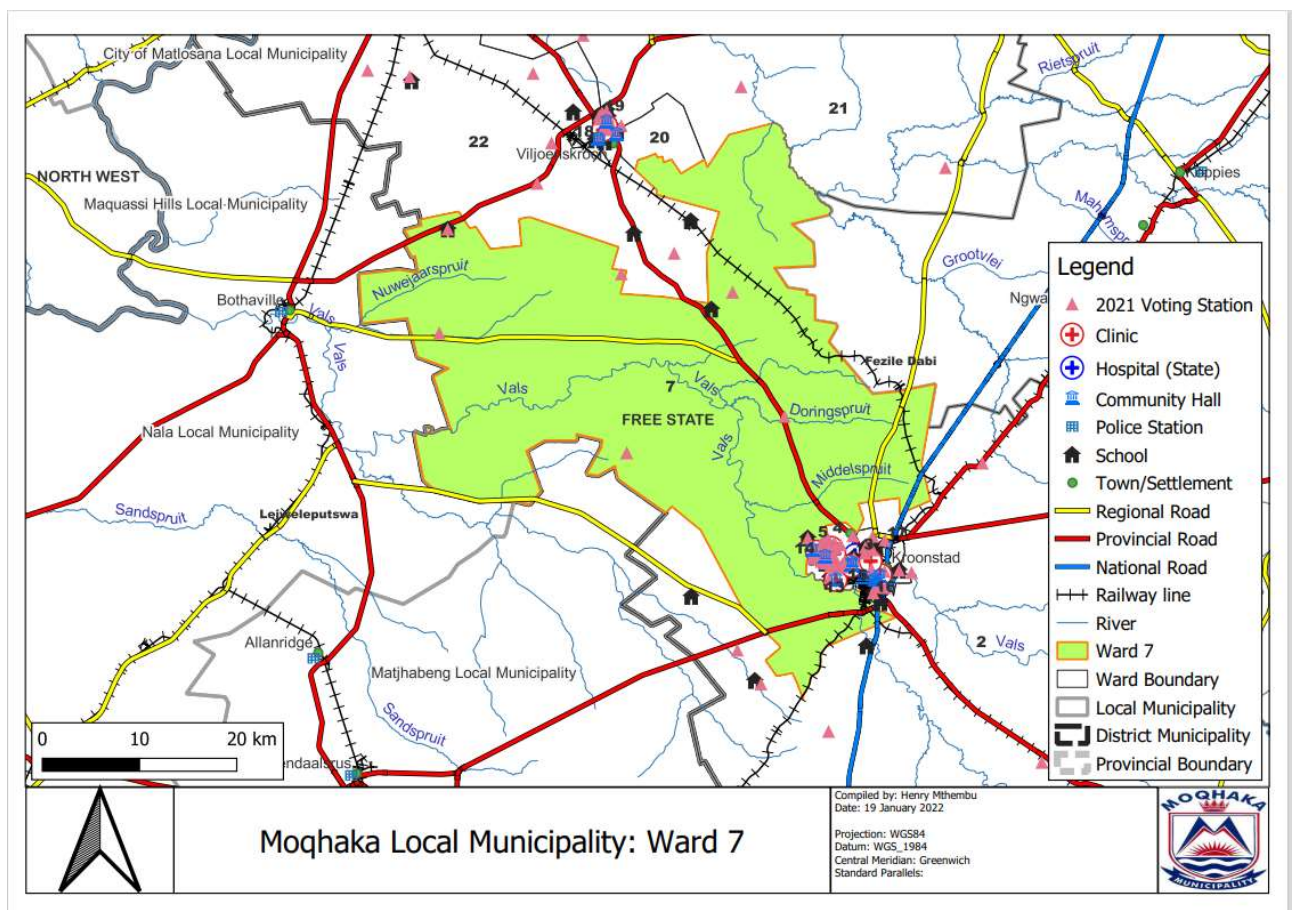 City of Matlosana Local Municipality
Rietspruit
21
22
20
18
Viljoenskroon
NORTH WEST
Maquassi Hills Local Municipality
Koppies
Grootvlei
Nuwejaarspruit
Bothaville
Vals
Vals
Fezile Dabi
Vals
7
Vals
Doringspruit
FREE STATE
Nala Local Municipality
Vals
Middelspruit
Sandspruit
Lejweleputswa
5
4
14
Kroonstad
Allanridge
2
Vals
Matjhabeng Local Municipality
Sandspruit
endaalsrus
0 10 20 km
Legend
2021 Voting Station
Clinic
Hospital (State)
Community Hall
Police Station
School
Town/Settlement
Regional Road
Provincial Road
National Road
Railway line
River
Ward 7
Ward Boundary
Local Municipality
District Municipality
Provincial Boundary
Moqhaka Local Municipality: Ward 7
Compiled by: Henry Mthembu
Date: 19 January 2022
Projection: WGS84
Datum: WGS_1984
Central Meridian: Greenwich
Standard Parallels:
MOQHAKA
MUNICIPALITY